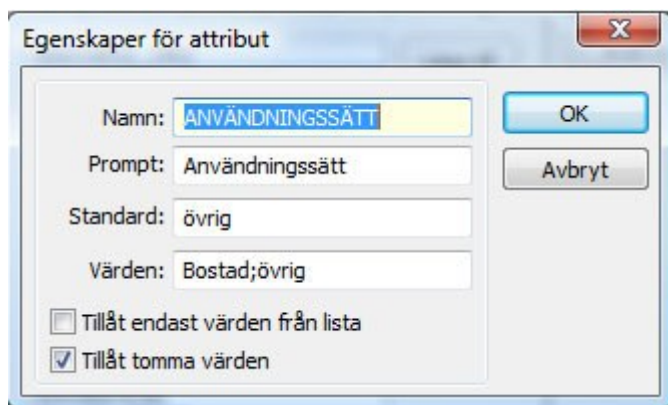 Egenskaper för attribut
Namn: ANVÄNDNINGSSÄTT
OK
Prompt: Användningssätt
Avbryt
Standard: övrig
Värden: Bostad;övrig
Tillåt endast värden från lista
Tillåt tomma värden